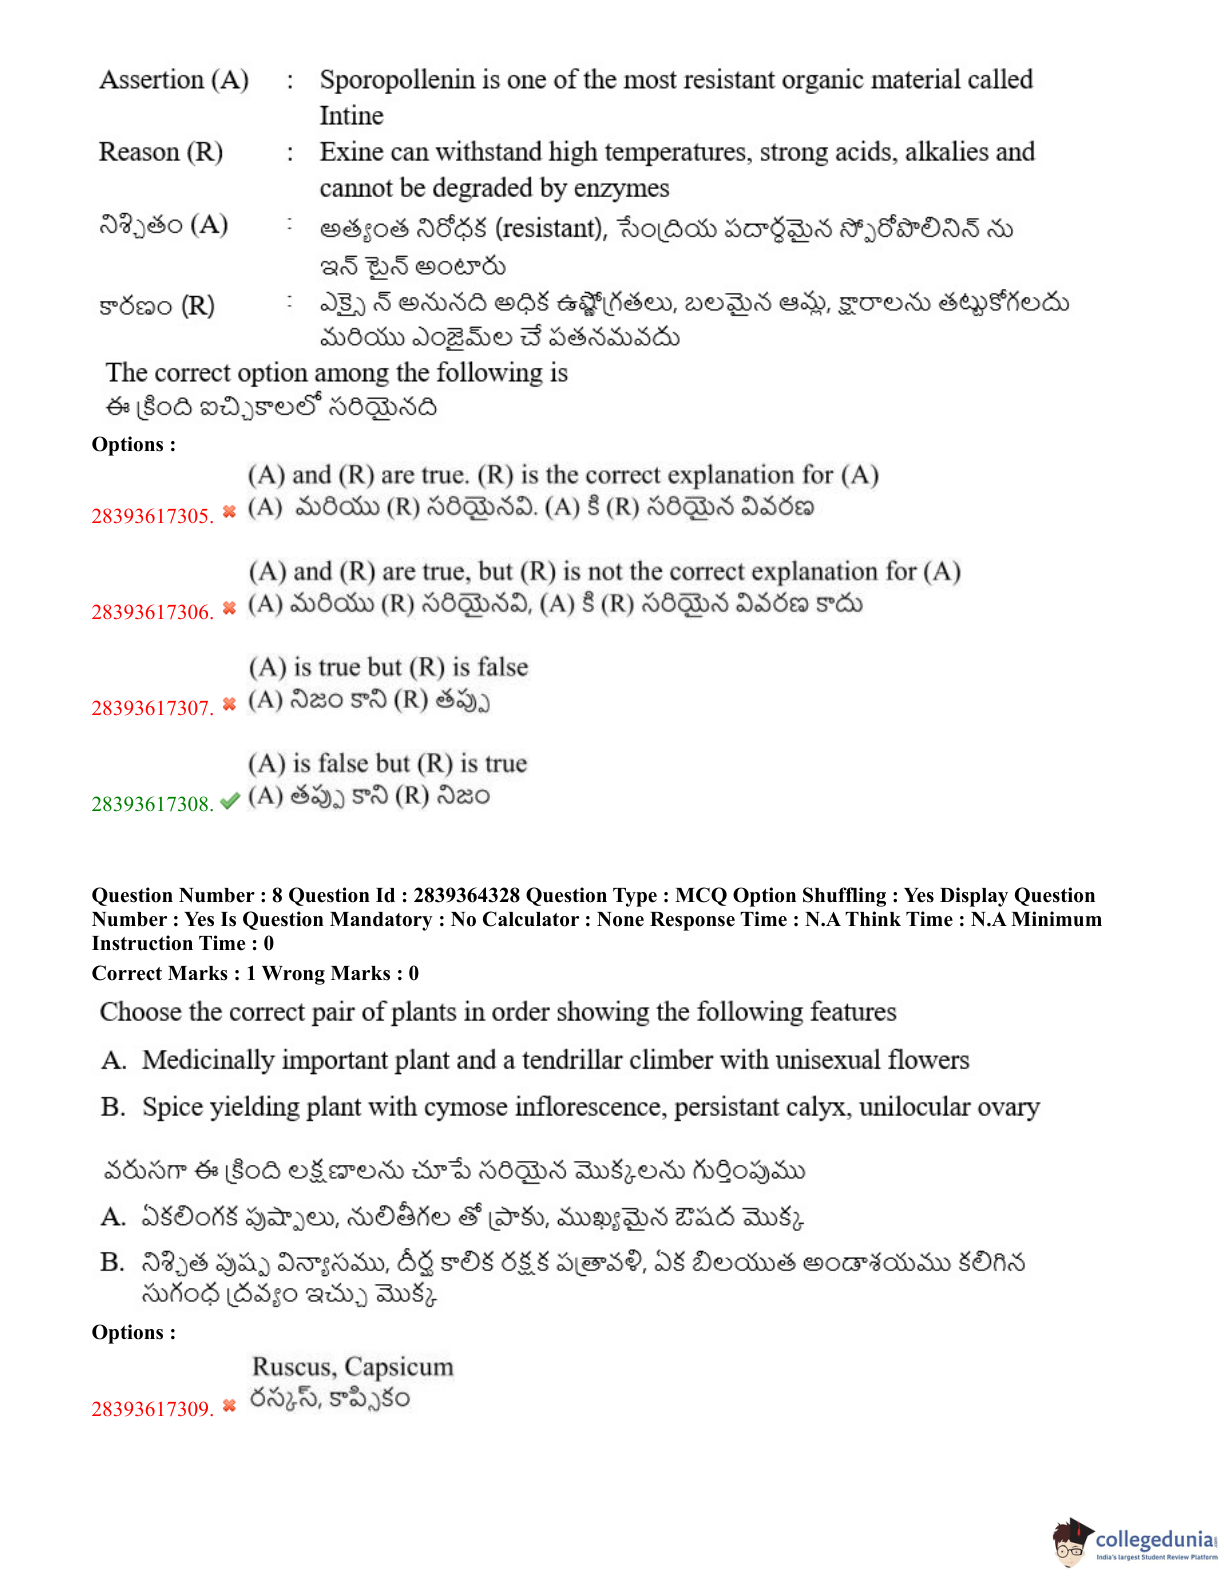 Assertion (A) : Sporopollenin is one of the most resistant organic material called
Intine
Reason (R) : Exine can withstand high temperatures, strong acids, alkalies and
cannot be degraded by enzymes
నిశ్చితం (A) : అత్యంత నిరోధక (resistant), సేంద్రియ పదార్థమైన స్పోరోపొలినిన్ ను
ఇన్ టైన్ అంటారు
కారణం (R) : ఎక్సై న్ అనునది అధిక ఉష్ణోగ్రతలు, బలమైన ఆమ్ల, క్షారాలను తట్టుకోగలదు
మరియు ఎంజైమ్‌ల చే పతనమవదు
The correct option among the following is
ఈ క్రింది ఐచ్చికాలలో సరియైనది
Options :
(A) and (R) are true. (R) is the correct explanation for (A)
28393617305. (A) మరియు (R) సరియైనవి. (A) కి (R) సరియైన వివరణ
(A) and (R) are true, but (R) is not the correct explanation for (A)
28393617306. (A) మరియు (R) సరియైనవి, (A) కి (R) సరియైన వివరణ కాదు
(A) is true but (R) is false
28393617307. (A) నిజం కాని (R) తప్పు
(A) is false but (R) is true
28393617308. (A) తప్పు కాని (R) నిజం
Question Number : 8 Question Id : 2839364328 Question Type : MCQ Option Shuffling : Yes Display Question
Number : Yes Is Question Mandatory : No Calculator : None Response Time : N.A Think Time : N.A Minimum
Instruction Time : 0
Correct Marks : 1 Wrong Marks : 0
Choose the correct pair of plants in order showing the following features
A. Medicinally important plant and a tendrillar climber with unisexual flowers
B. Spice yielding plant with cymose inflorescence, persistant calyx, unilocular ovary
వరుసగా ఈ క్రింది లక్షణాలను చూపే సరియైన మొక్కలను గుర్తింపుము
A. ఏకలింగక పుష్పాలు, నులితీగల తో ప్రాకు, ముఖ్యమైన ఔషద మొక్క
B. నిశ్చిత పుష్ప విన్యాసము, దీర్ఘ కాలిక రక్షక పత్రావళి, ఏక బిలయుత అండాశయము కలిగిన
సుగంధ ద్రవ్యం ఇచ్చు మొక్క
Options :
Ruscus, Capsicum
28393617309. రస్కస్, కాప్సికం
collegedunia
India's largest Student Review Platform